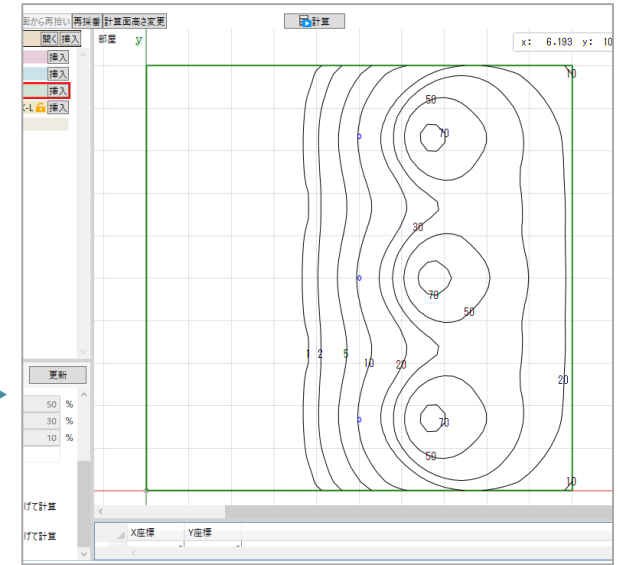 面から再拾い 再採番 計算面高さ変更 計算
開く 挿入 部屋 y x: 6.193 y: 10
挿入
挿入
挿入
-L 挿入
10
50
70
30
70
50
1 2 5 10 20
20
70
50
10
更新
50 %
30 %
10 %
げて計算
げて計算
X座標 Y座標